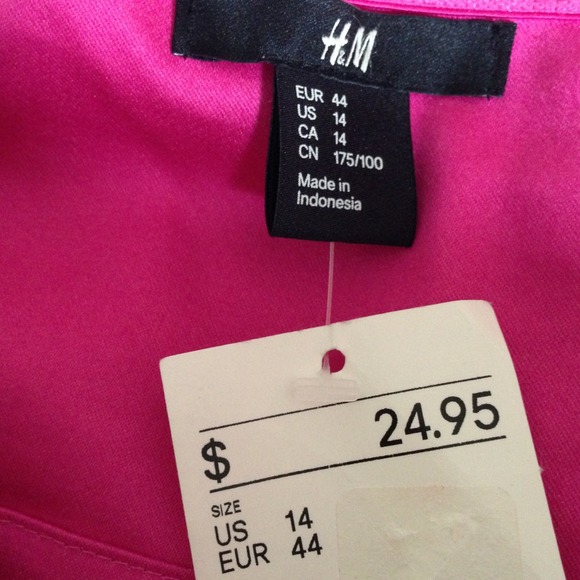 H&M
EUR 44
US 14
CA 14
CN 175/100
Made in
Indonesia
$ 24.95
SIZE
US 14
EUR 44